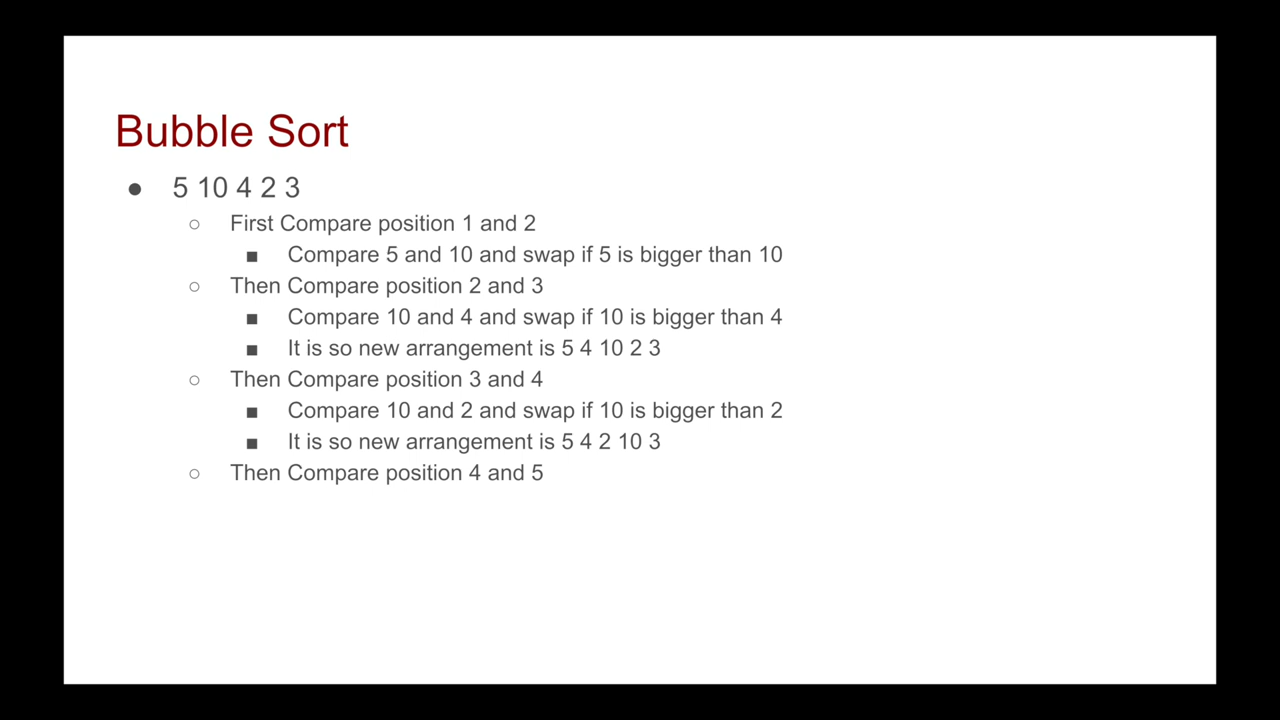 Bubble Sort
● 5 10 4 2 3
○ First Compare position 1 and 2
■ Compare 5 and 10 and swap if 5 is bigger than 10
○ Then Compare position 2 and 3
■ Compare 10 and 4 and swap if 10 is bigger than 4
■ It is so new arrangement is 5 4 10 2 3
○ Then Compare position 3 and 4
■ Compare 10 and 2 and swap if 10 is bigger than 2
■ It is so new arrangement is 5 4 2 10 3
○ Then Compare position 4 and 5